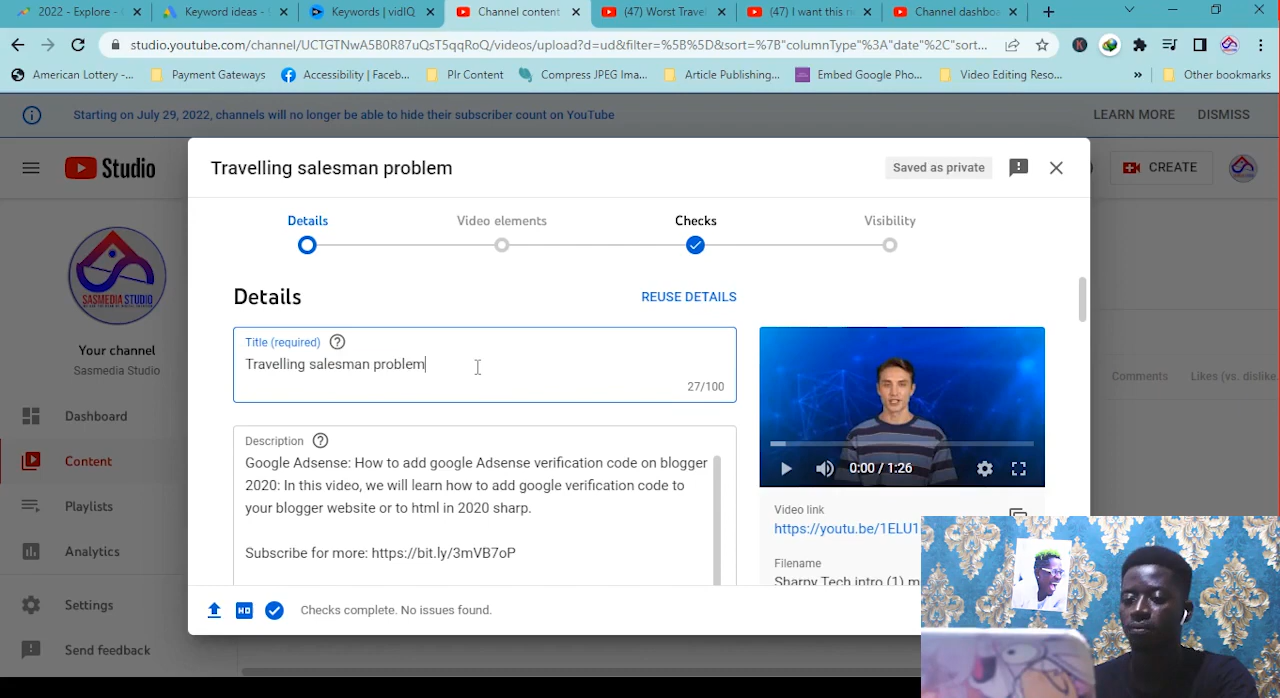 2022 - Explore -
Keyword ideas -
Keywords | vidIQ
Channel content
(47) Worst Travel
(47) I want this
Channel dashboa
studio.youtube.com/channel/UCTGTNwA5B0R87uQsT5qqRoQ/videos/upload?d=ud&filter=%5B%5D&sort=%7B"columnType"%3A"date"%2C"sort...
American Lottery -...
Payment Gateways
Accessibility | Faceb...
Plr Content
Compress JPEG Ima...
Article Publishing...
Embed Google Pho...
Video Editing Reso...
»
Other bookmarks
Starting on July 29, 2022, channels will no longer be able to hide their subscriber count on YouTube
LEARN MORE
DISMISS
Studio
CREATE
Travelling salesman problem
Saved as private
Details
Video elements
Checks
Visibility
SASMEDIA STUDIO
Your channel
Sasmedia Studio
Dashboard
Content
Playlists
Analytics
Settings
Send feedback
Details
REUSE DETAILS
Title (required)
Travelling salesman problem
27/100
Description
Google Adsense: How to add google Adsense verification code on blogger
2020: In this video, we will learn how to add google verification code to
your blogger website or to html in 2020 sharp.
Subscribe for more: https://bit.ly/3mVB7oP
0:00 / 1:26
Video link
https://youtu.be/1ELU1
Filename
Sharpy Tech intro (1) m
Comments
Likes (vs. dislike
HD
Checks complete. No issues found.